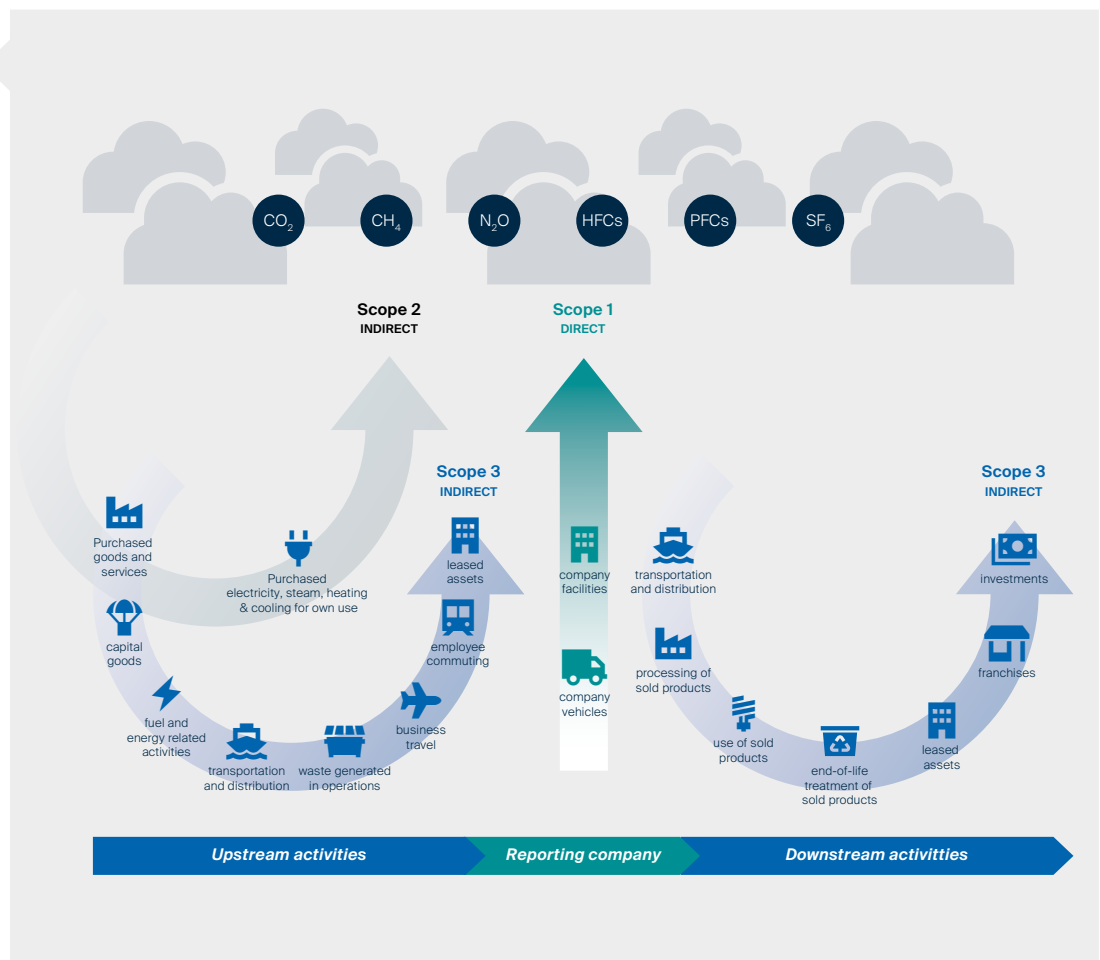 CO₂
CH₄
N₂O
HFCs
PFCs
SF₆
Scope 2
INDIRECT
Scope 1
DIRECT
Scope 3
INDIRECT
Scope 3
INDIRECT
Purchased
goods and
services
capital
goods
fuel and
energy related
activities
transportation
and distribution
waste generated
in operations
business
travel
employee
commuting
leased
assets
Purchased
electricity, steam, heating
& cooling for own use
company
facilities
company
vehicles
transportation
and distribution
processing of
sold products
use of sold
products
end-of-life
treatment of
sold products
leased
assets
franchises
investments
Upstream activities
Reporting company
Downstream activitties